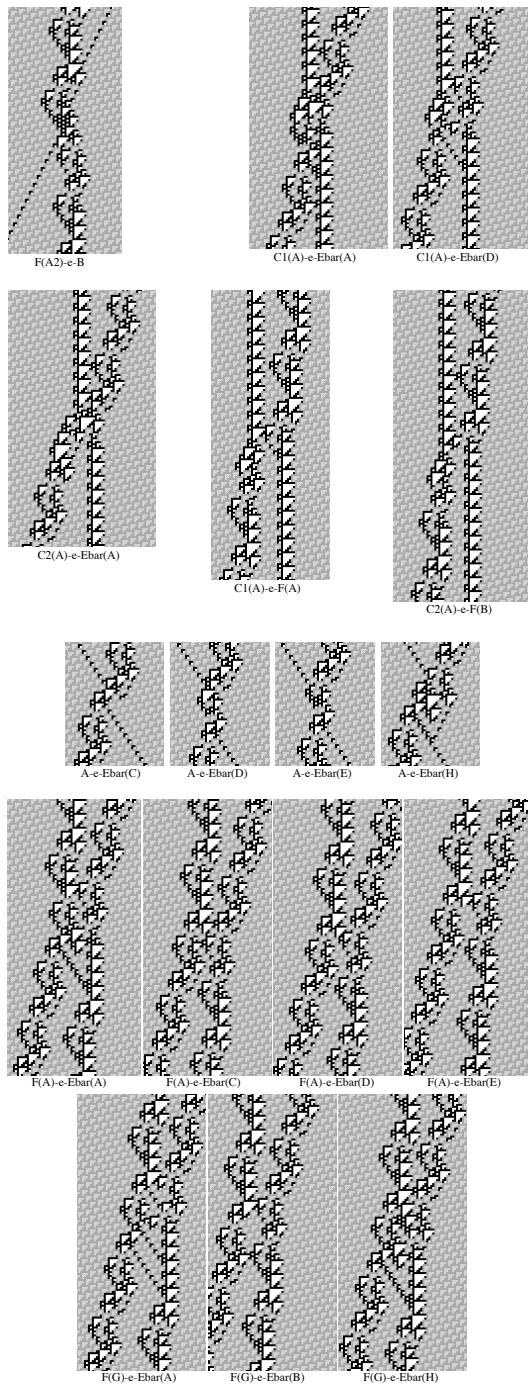 F(A2)-e-B
C1(A)-e-Ebar(A)
C1(A)-e-Ebar(D)
C2(A)-e-Ebar(A)
C1(A)-e-F(A)
C2(A)-e-F(B)
A-e-Ebar(C)
A-e-Ebar(D)
A-e-Ebar(E)
A-e-Ebar(H)
F(A)-e-Ebar(A)
F(A)-e-Ebar(C)
F(A)-e-Ebar(D)
F(A)-e-Ebar(E)
F(G)-e-Ebar(A)
F(G)-e-Ebar(B)
F(G)-e-Ebar(H)